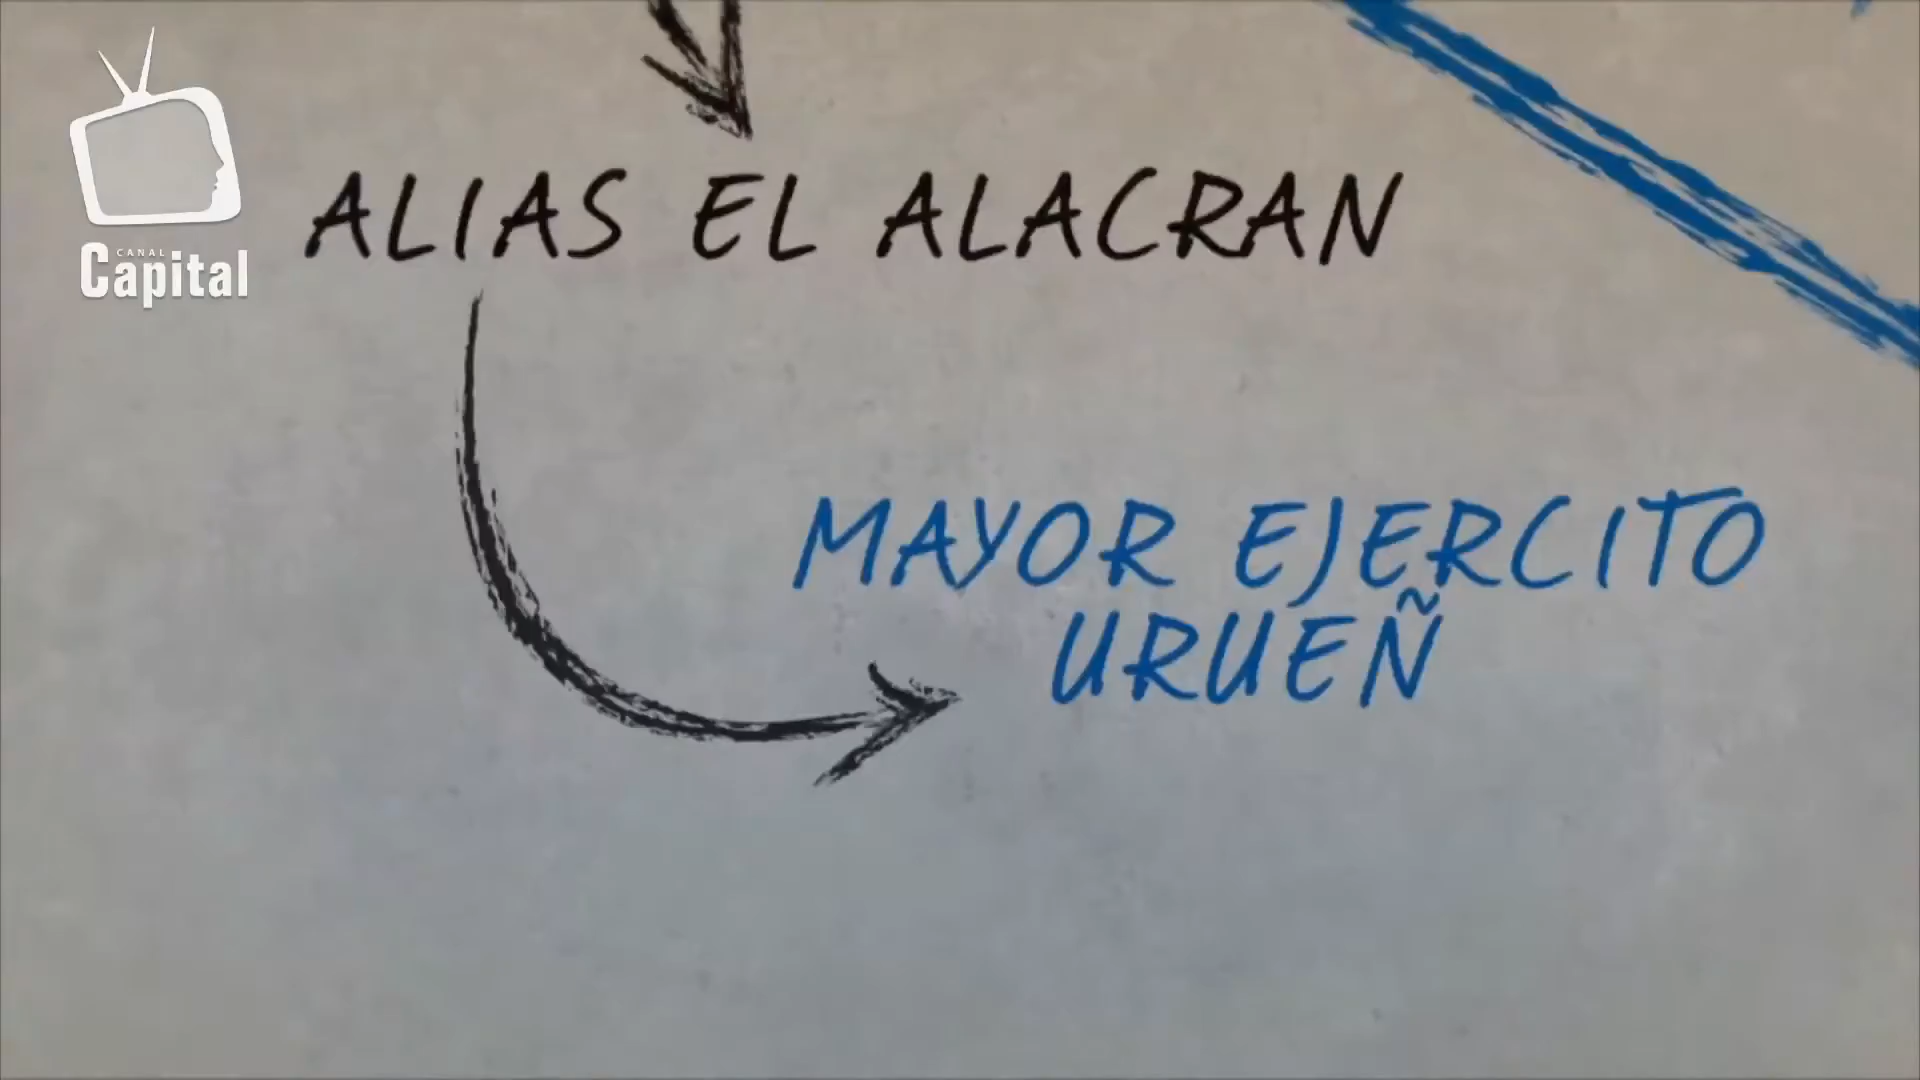 CANAL
Capital
ALIAS EL ALACRAN
MAYOR EJERCITO
URUEÑ